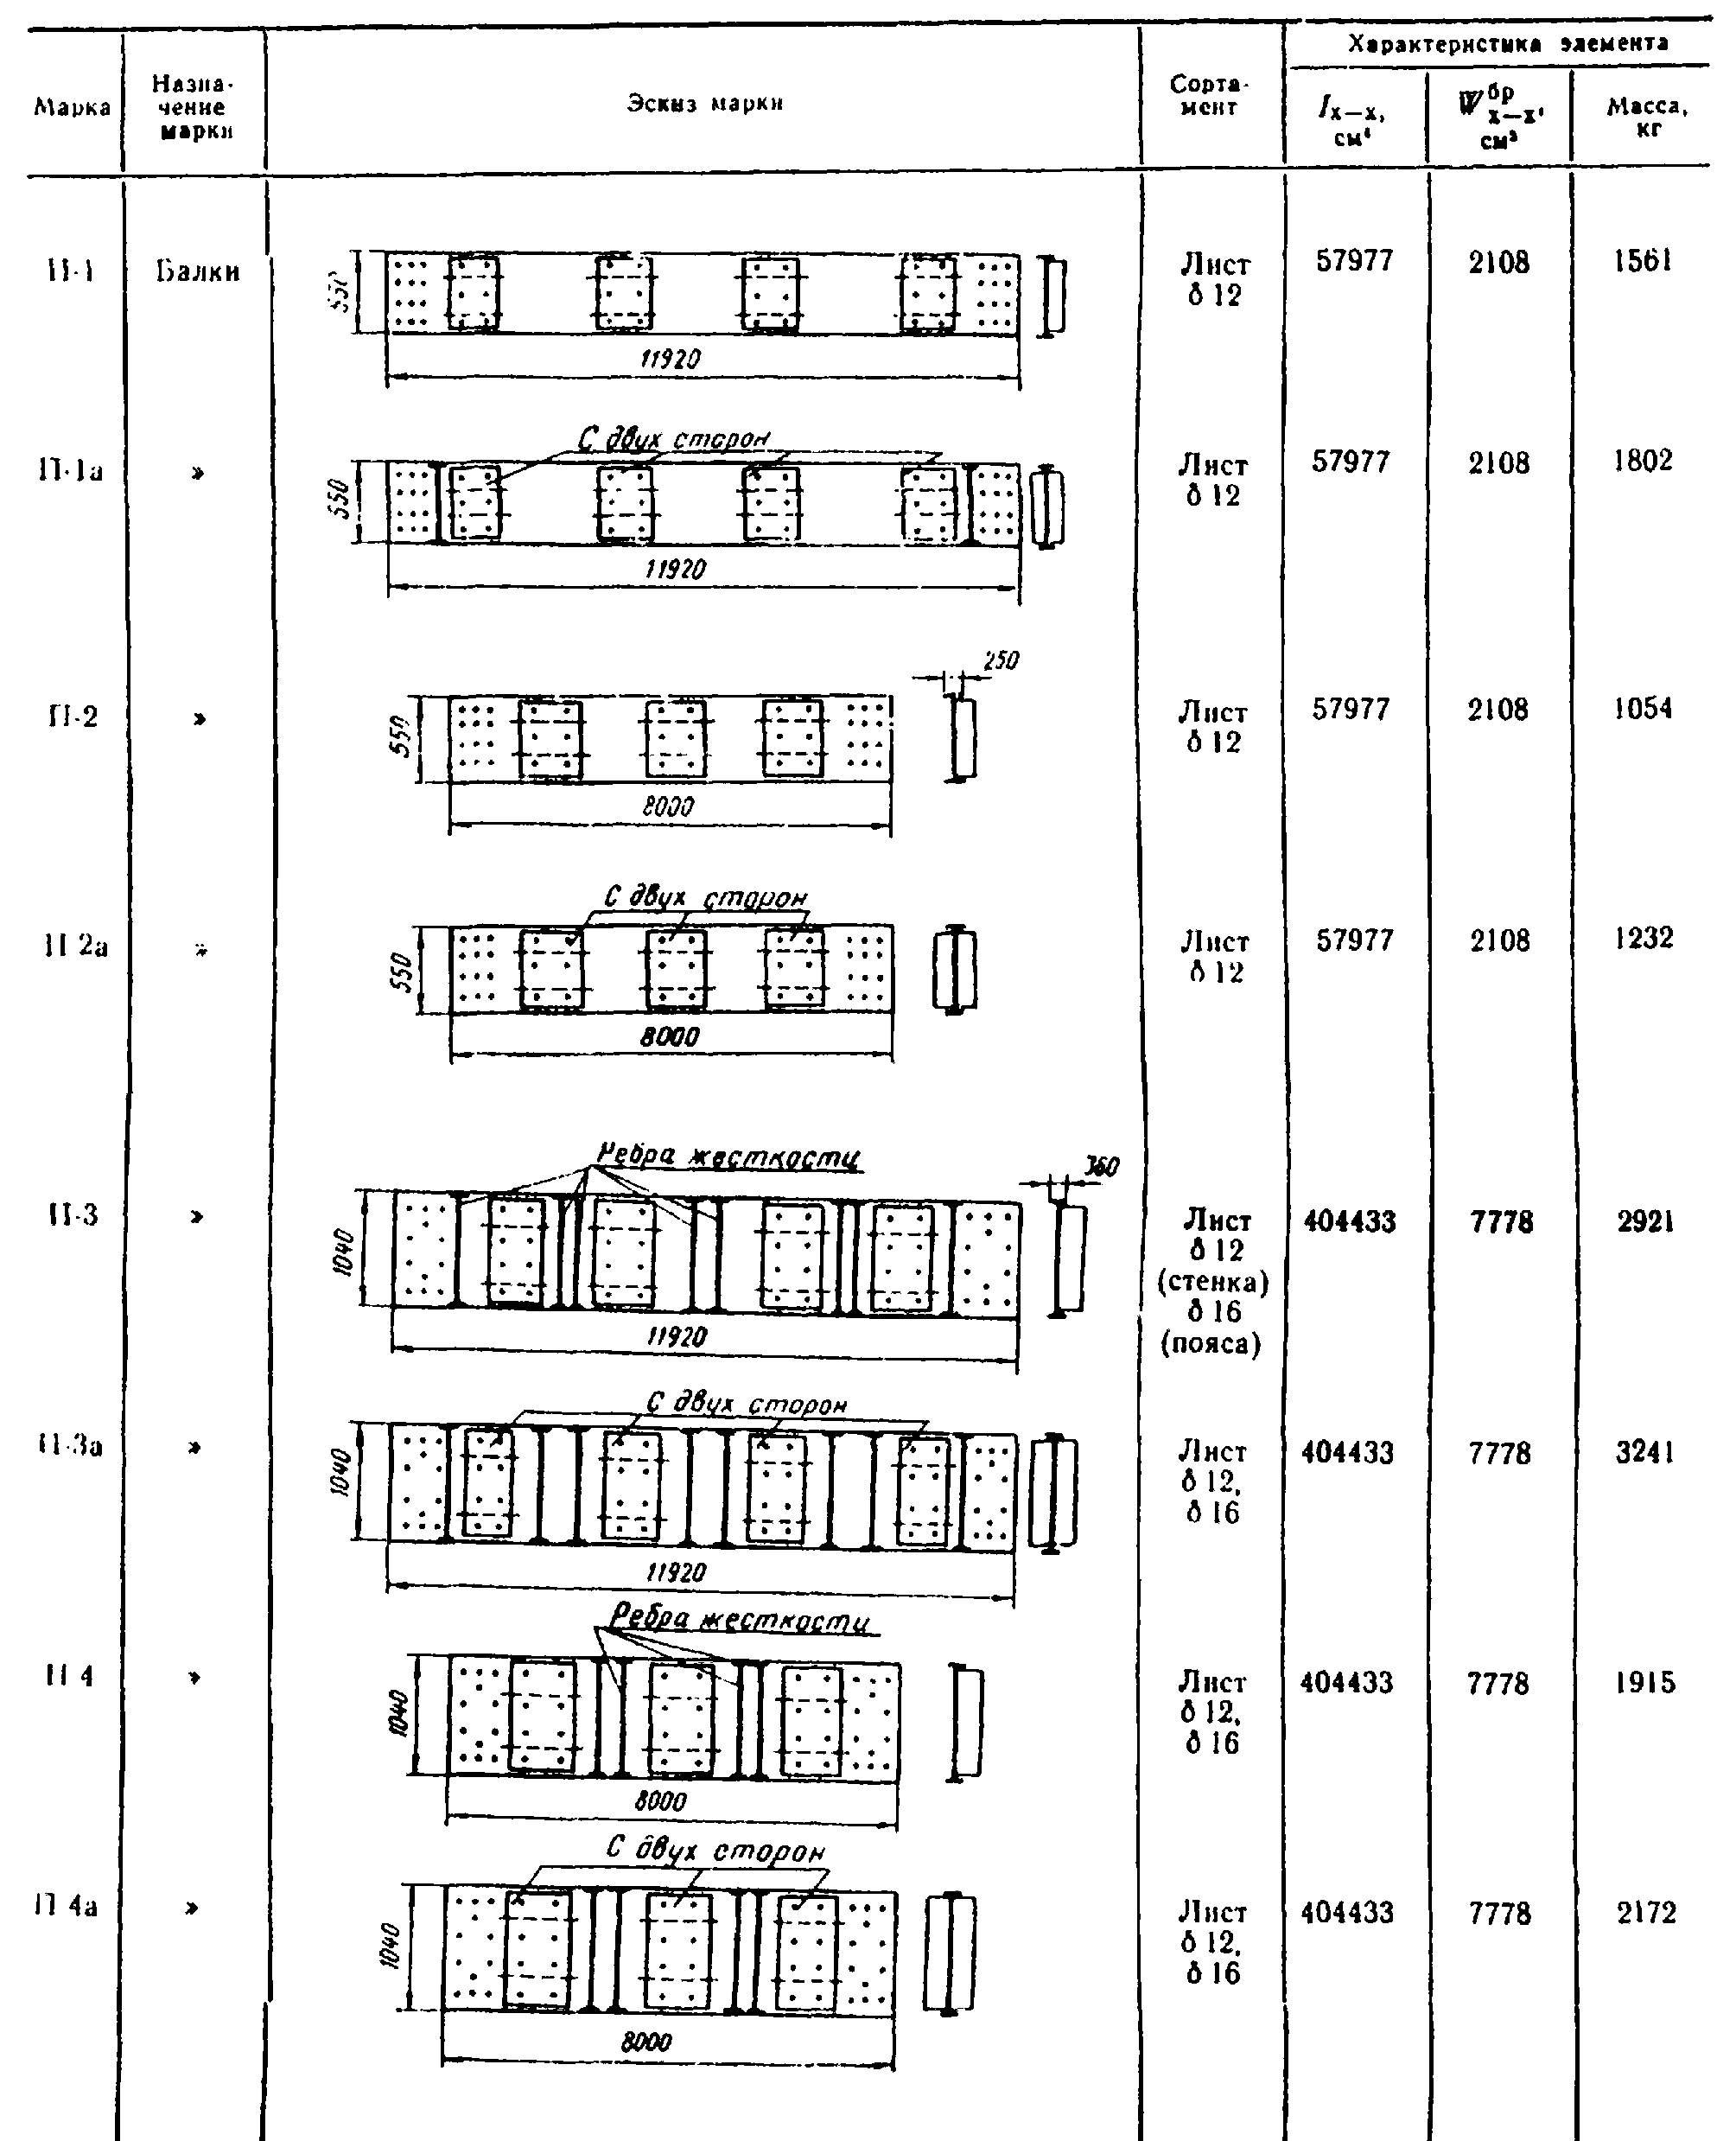 Характеристика элемента
Марка
Назна-
чение
марки
Эскиз марки
Сорта-
мент
I x—x,
см⁴
W бр x—x,
см³
Масса,
кг
П-1
Балки
550
11920
Лист
δ 12
57977
2108
1561
П-1а
»
С двух сторон
550
11920
Лист
δ 12
57977
2108
1802
П-2
»
250
550
8000
Лист
δ 12
57977
2108
1054
П 2а
»
С двух сторон
550
8000
Лист
δ 12
57977
2108
1232
П-3
»
Ребра жесткости
360
1040
11920
Лист
δ 12
(стенка)
δ 16
(пояса)
404433
7778
2921
П-3а
»
С двух сторон
1040
11920
Лист
δ 12,
δ 16
404433
7778
3241
П 4
»
Ребра жесткости
1040
8000
Лист
δ 12,
δ 16
404433
7778
1915
П 4а
»
С двух сторон
1040
8000
Лист
δ 12,
δ 16
404433
7778
2172